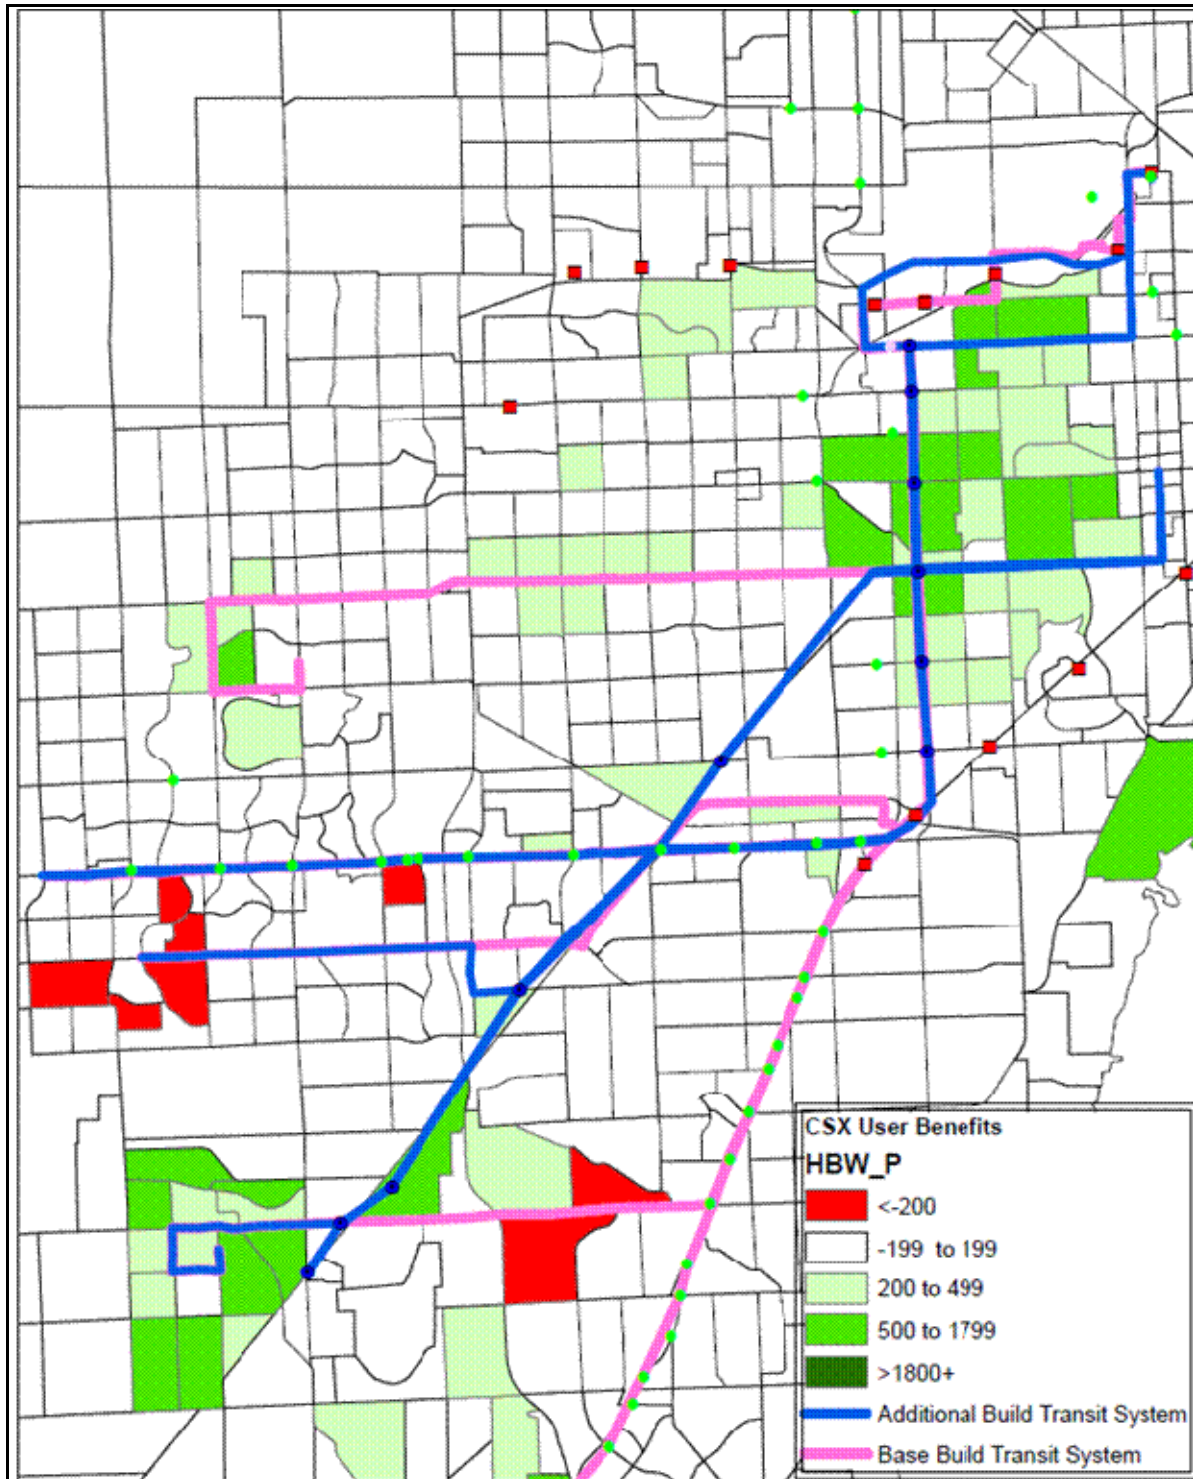 CSX User Benefits
HBW_P
<-200
-199 to 199
200 to 499
500 to 1799
>1800+
Additional Build Transit System
Base Build Transit System